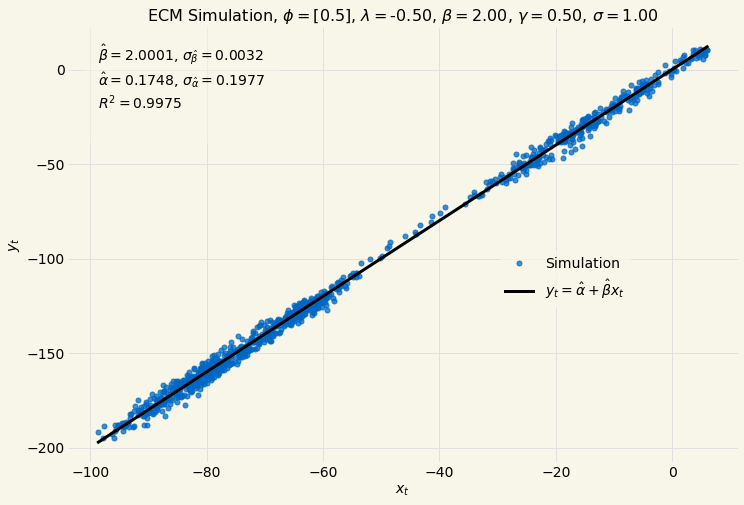 ECM Simulation, ϕ = [0.5], λ = -0.50, β = 2.00, γ = 0.50, σ = 1.00
β̂ = 2.0001, σ_β̂ = 0.0032
α̂ = 0.1748, σ_α̂ = 0.1977
R² = 0.9975
0
−50
−100
−150
−200
y_t
Simulation
y_t = α̂ + β̂x_t
−100 −80 −60 −40 −20 0
x_t